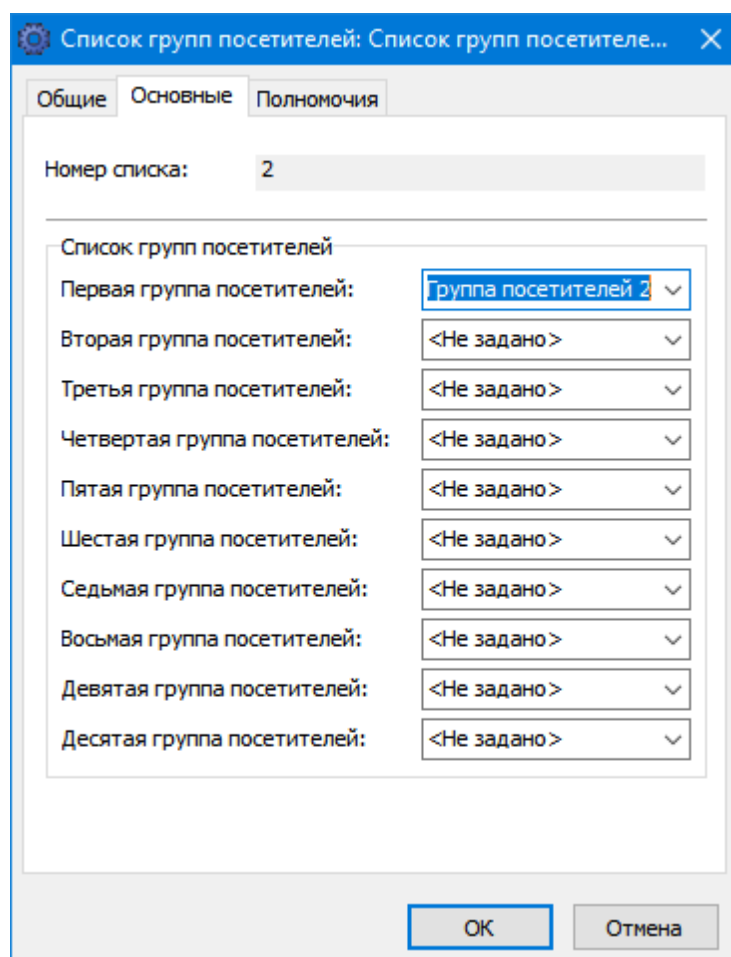 Список групп посетителей: Список групп посетителе...
Общие Основные Полномочия
Номер списка: 2
Список групп посетителей
Первая группа посетителей: Группа посетителей 2
Вторая группа посетителей: <Не задано>
Третья группа посетителей: <Не задано>
Четвертая группа посетителей: <Не задано>
Пятая группа посетителей: <Не задано>
Шестая группа посетителей: <Не задано>
Седьмая группа посетителей: <Не задано>
Восьмая группа посетителей: <Не задано>
Девятая группа посетителей: <Не задано>
Десятая группа посетителей: <Не задано>
ОК Отмена